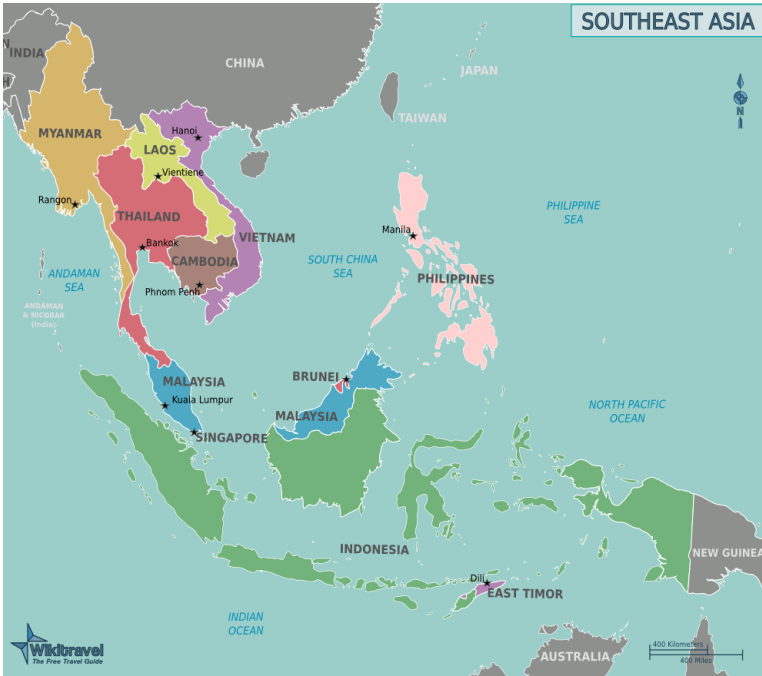 SOUTHEAST ASIA
N
INDIA
H
CHINA
JAPAN
TAIWAN
N
MYANMAR
Hanoi
LAOS
Vientiene
Rangon
THAILAND
Bankok
VIETNAM
CAMBODIA
Phnom Penh
PHILIPPINE
SEA
Manila
SOUTH CHINA
SEA
PHILIPPINES
ANDAMAN
SEA
ANDAMAN
& NICOBAR
(India)
MALAYSIA
Kuala Lumpur
SINGAPORE
BRUNEI
MALAYSIA
NORTH PACIFIC
OCEAN
INDONESIA
NEW GUINEA
Dili
EAST TIMOR
INDIAN
OCEAN
AUSTRALIA
400 Kilometers
400 Miles
Wikitravel
The Free Travel Guide